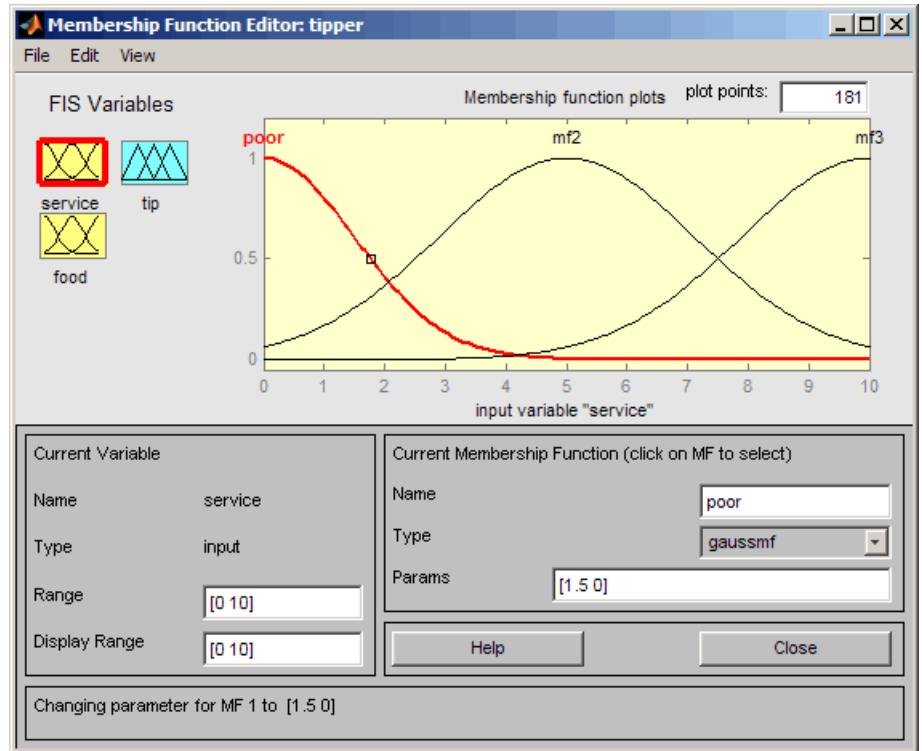 Membership Function Editor: tipper
File Edit View
FIS Variables
Membership function plots plot points: 181
service
tip
food
poor mf2 mf3
1
0.5
0
0 1 2 3 4 5 6 7 8 9 10
input variable "service"
Current Variable
Name service
Type input
Range [0 10]
Display Range [0 10]
Current Membership Function (click on MF to select)
Name poor
Type gaussmf
Params [1.5 0]
Help Close
Changing parameter for MF 1 to [1.5 0]